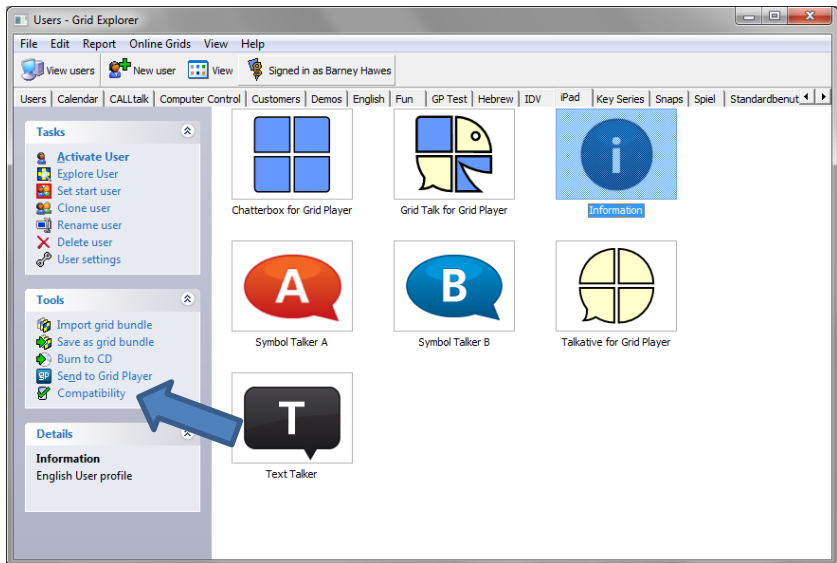 Users - Grid Explorer
File Edit Report Online Grids View Help
View users New user View Signed in as Barney Hawes
Users Calendar CALLtalk Computer Control Customers Demos English Fun GP Test Hebrew IDV iPad Key Series Snaps Spiel Standardbenut
Tasks
Activate User
Explore User
Set start user
Clone user
Rename user
Delete user
User settings
Tools
Import grid bundle
Save as grid bundle
Burn to CD
gp Send to Grid Player
Compatibility
Details
Information
English User profile
Chatterbox for Grid Player
Grid Talk for Grid Player
i
Information
A
Symbol Talker A
B
Symbol Talker B
Talkative for Grid Player
T
Text Talker